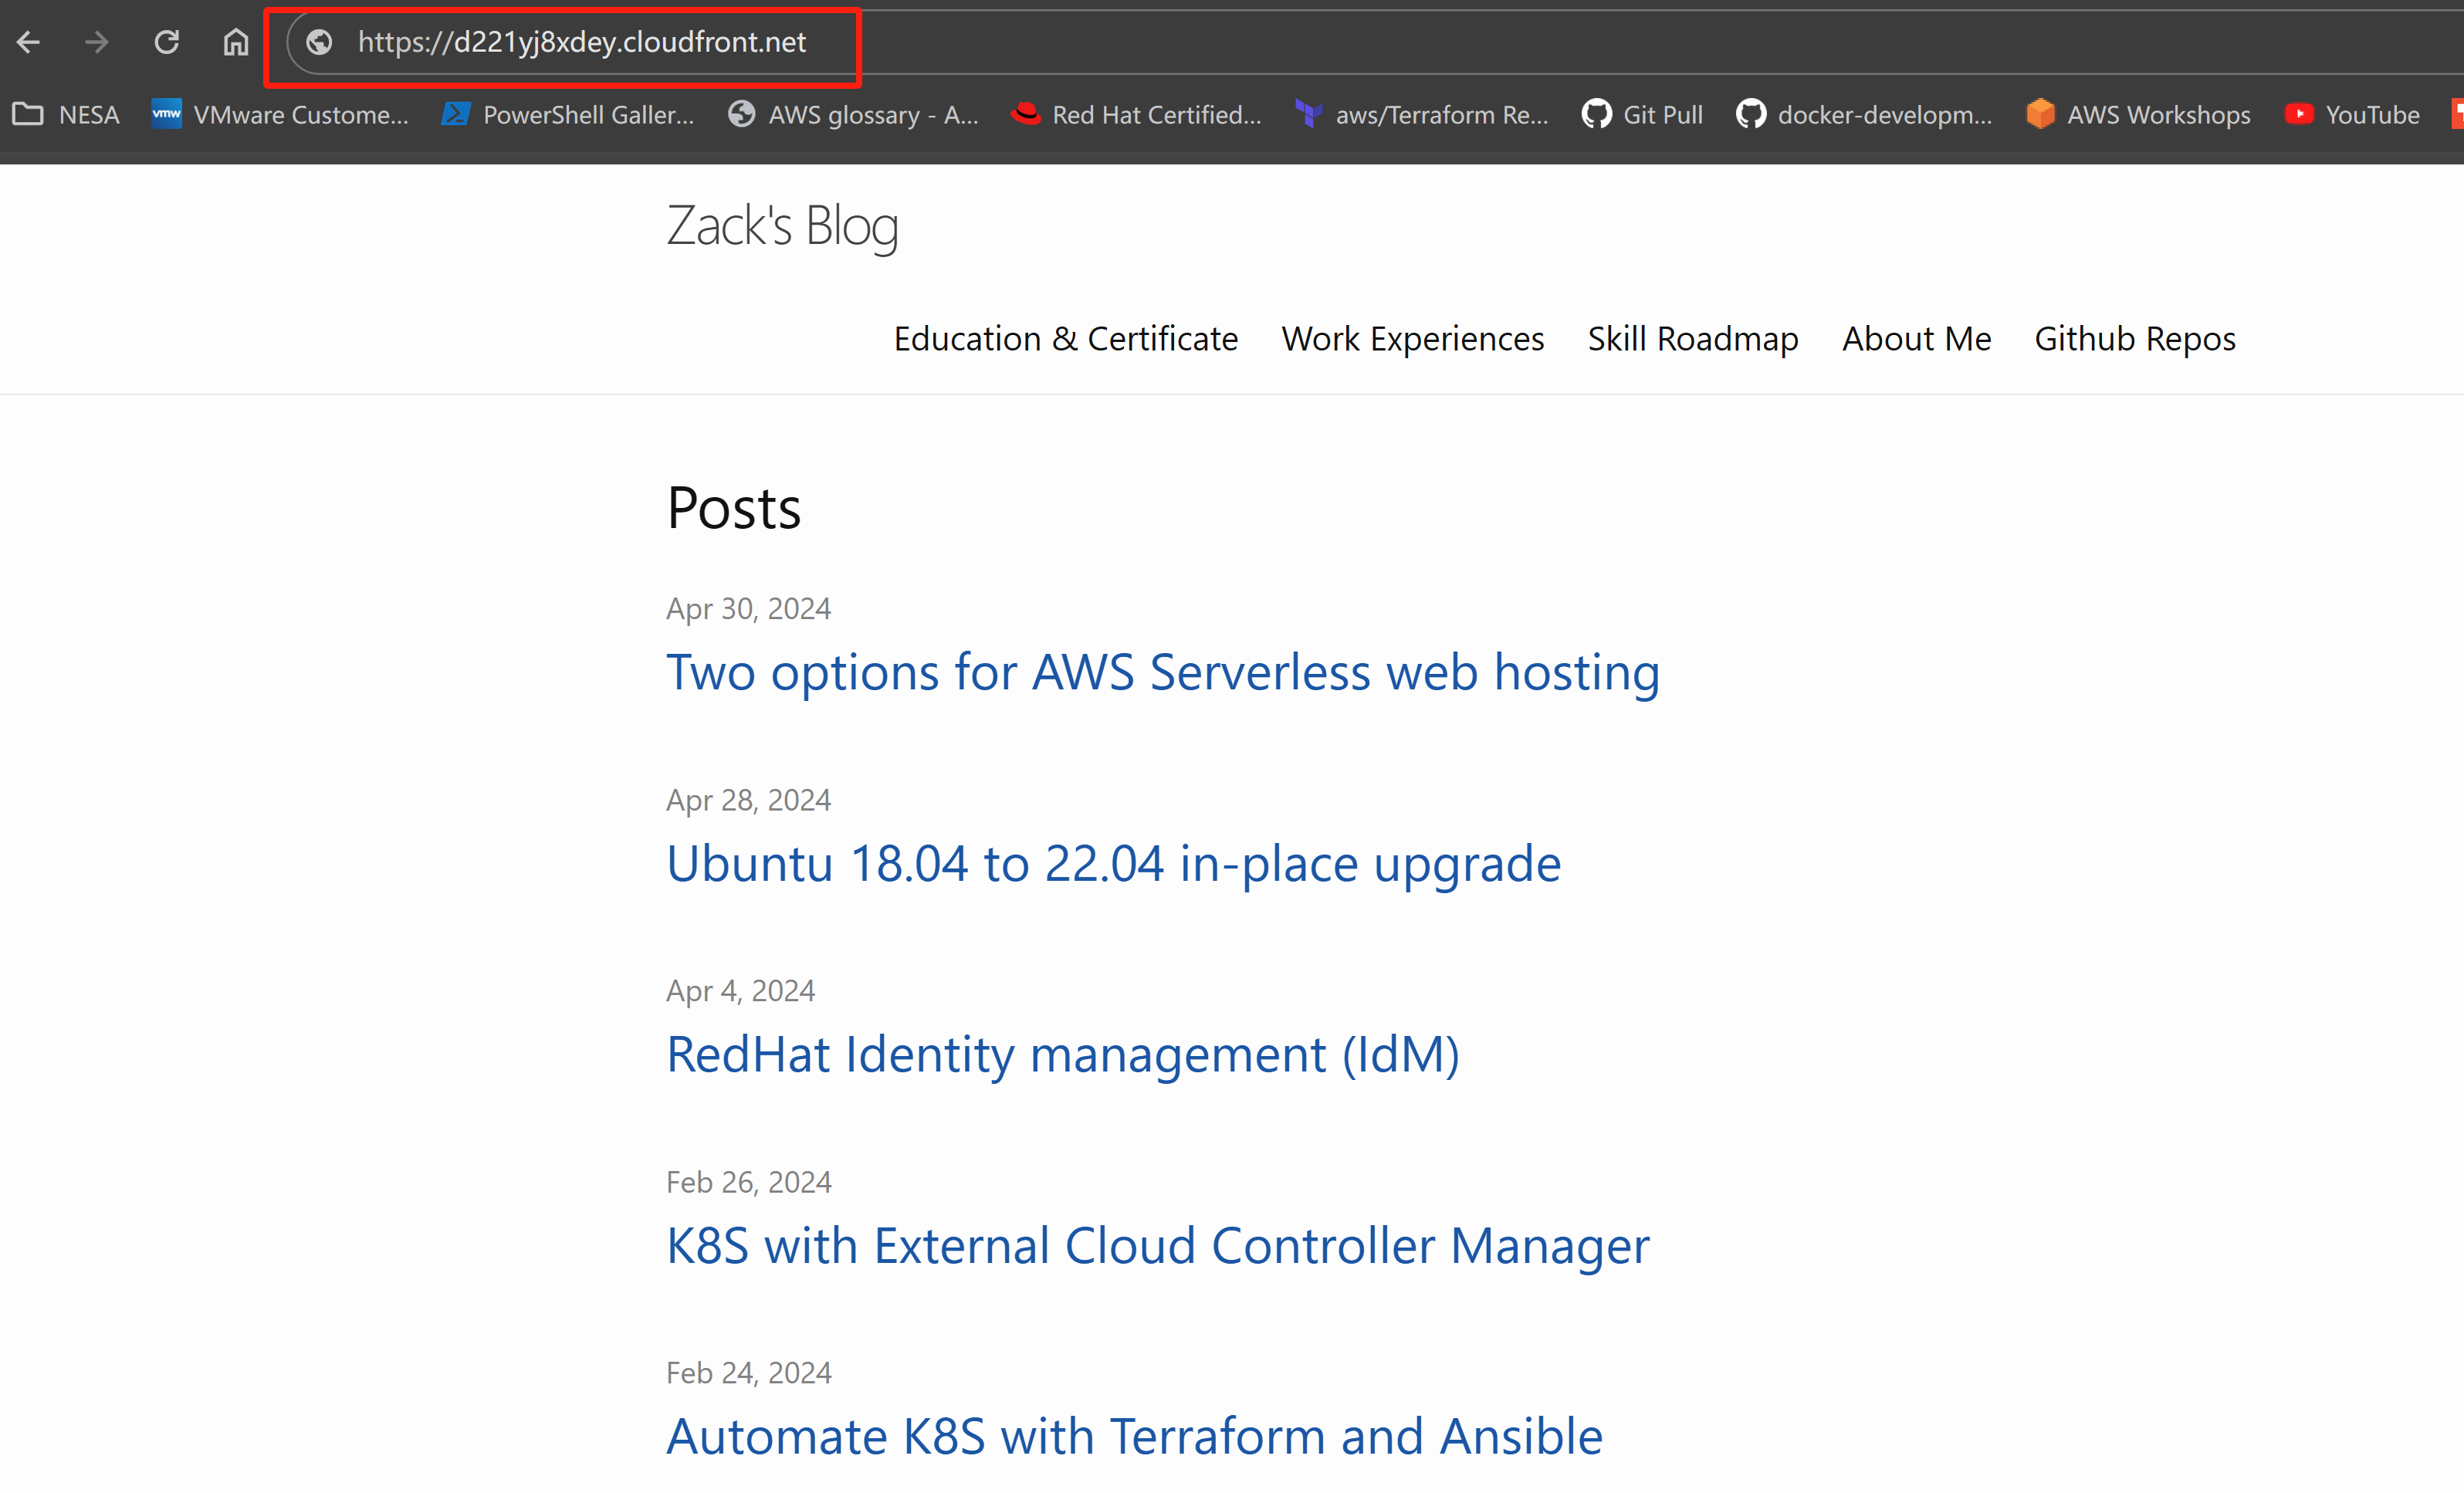 https://d221yj8xdey.cloudfront.net
NESA VMware Custome... PowerShell Galler... AWS glossary - A... Red Hat Certified... aws/Terraform Re... Git Pull docker-developm... AWS Workshops YouTube
Zack's Blog
Education & Certificate Work Experiences Skill Roadmap About Me Github Repos
Posts
Apr 30, 2024
Two options for AWS Serverless web hosting
Apr 28, 2024
Ubuntu 18.04 to 22.04 in-place upgrade
Apr 4, 2024
RedHat Identity management (IdM)
Feb 26, 2024
K8S with External Cloud Controller Manager
Feb 24, 2024
Automate K8S with Terraform and Ansible